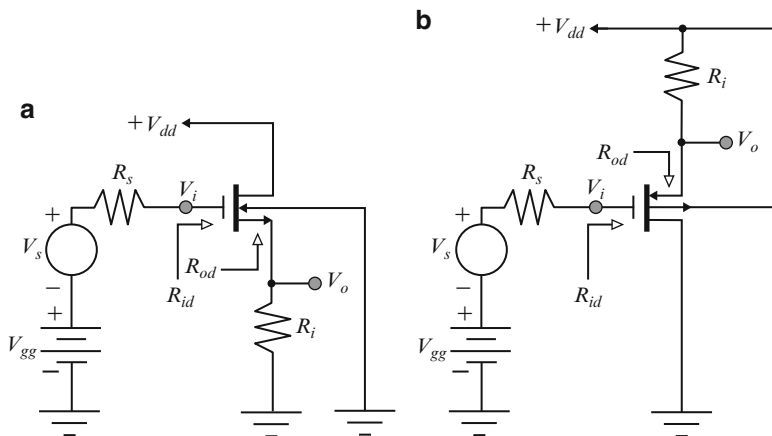 a
+V_dd
R_s
V_i
+
V_s
−
R_id
R_od
V_o
R_i
+
V_gg
−
b
+V_dd
R_i
V_o
R_od
R_s
V_i
+
V_s
−
R_id
+
V_gg
−